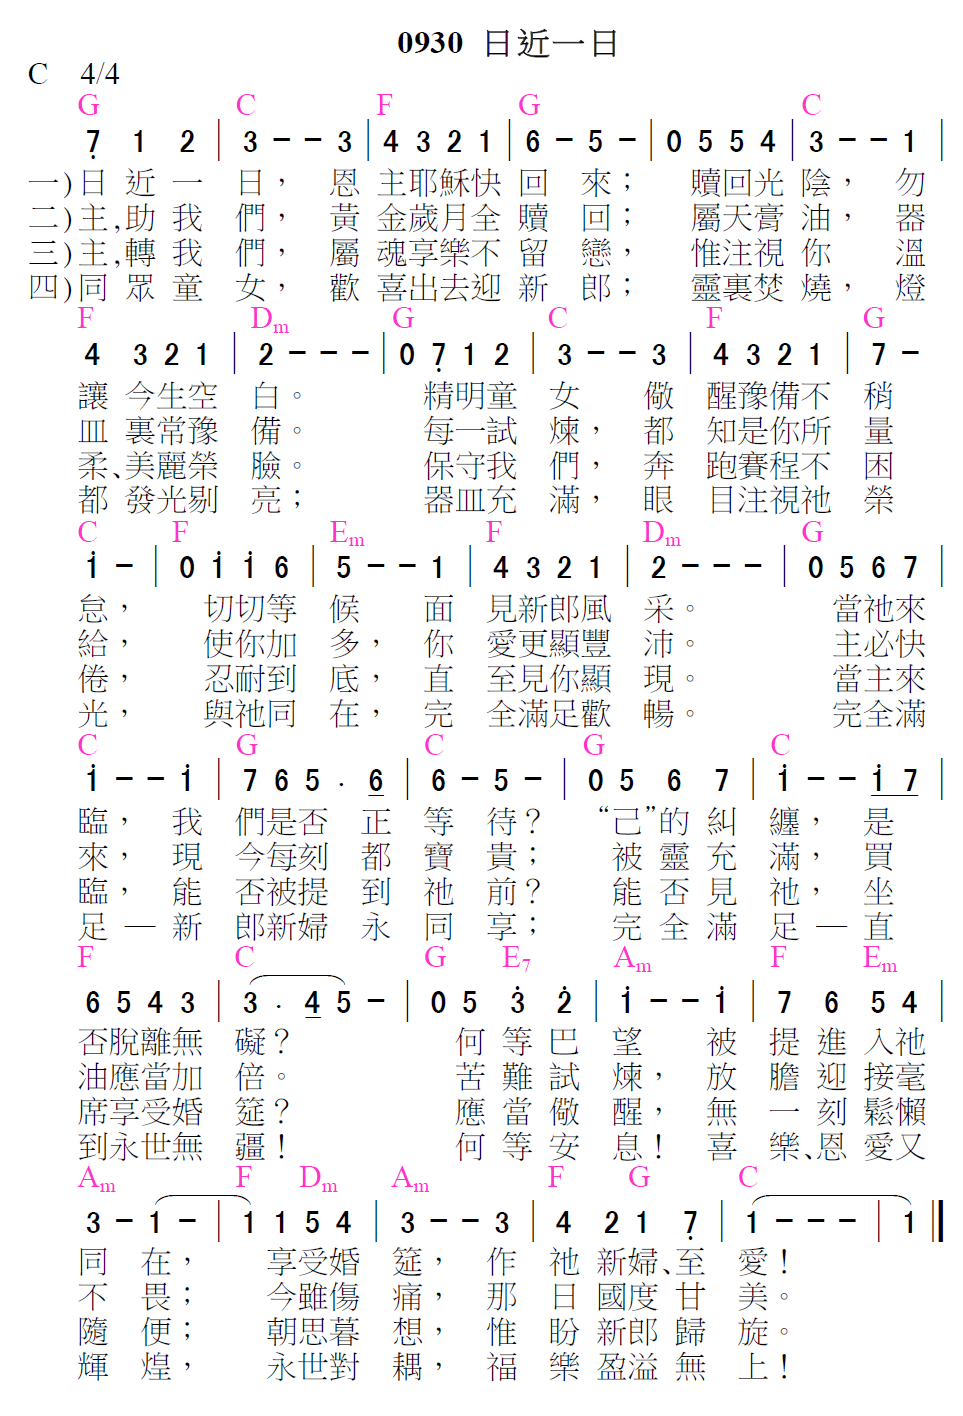 0930 日近一日
C 4/4
G C F G C
7̣ 1 2 | 3 – – 3 | 4 3 2 1 | 6 – 5 – | 0 5 5 4 | 3 – – 1 |
一)日 近 一 日， 恩 主耶穌快 回 來； 贖回光 陰， 勿
二)主,助 我 們， 黃 金歲月全 贖 回； 屬天膏 油， 器
三)主,轉 我 們， 屬 魂享樂不 留 戀， 惟注視 你 溫
四)同 眾 童 女， 歡 喜出去迎 新 郎； 靈裏焚 燒， 燈
F Dm G C F G
4 3 2 1 | 2 – – – | 0 7̣ 1 2 | 3 – – 3 | 4 3 2 1 | 7 –
讓 今生空 白。 精明童 女 儆 醒豫備不 稍
皿 裏常豫 備。 每一試 煉， 都 知是你所 量
柔、美麗榮 臉。 保守我 們， 奔 跑賽程不 困
都 發光剔 亮； 器皿充 滿， 眼 目注視祂 榮
C F Em F Dm G
i – | 0 i i 6 | 5 – – 1 | 4 3 2 1 | 2 – – – | 0 5 6 7 |
怠， 切切等 候 面 見新郎風 采。 當祂來
給， 使你加 多， 你 愛更顯豐 沛。 主必快
倦， 忍耐到 底， 直 至見你顯 現。 當主來
光， 與祂同 在， 完 全滿足歡 暢。 完全滿
C G C G C
i – – i | 7 6 5 . 6 | 6 – 5 – | 0 5 6 7 | i – – i 7 |
臨， 我 們是否 正 等 待？ “己”的 糾 纏， 是
來， 現 今每刻 都 寶 貴； 被 靈 充 滿， 買
臨， 能 否被提 到 祂 前？ 能 否 見 祂， 坐
足 — 新 郎新婦 永 同 享； 完 全 滿 足 — 直
F C G E7 Am F Em
6 5 4 3 | 3 . 4 5 – | 0 5 3̇ 2̇ | i – – i | 7 6 5 4 |
否脫離無 礙？ 何 等 巴 望 被 提 進 入祂
油應當加 倍。 苦 難 試 煉， 放 膽 迎 接毫
席享受婚 筵？ 應 當 儆 醒， 無 一 刻 鬆懶
到永世無 疆！ 何 等 安 息！ 喜 樂、恩 愛又
Am F Dm Am F G C
3 – 1 – | 1 1 5 4 | 3 – – 3 | 4 2 1 7̣ | 1 – – – | 1 ‖
同 在， 享受婚 筵， 作 祂 新婦、至 愛！
不 畏； 今雖傷 痛， 那 日 國度 甘 美。
隨 便； 朝思暮 想， 惟 盼 新郎 歸 旋。
輝 煌， 永世對 耦， 福 樂 盈溢 無 上！